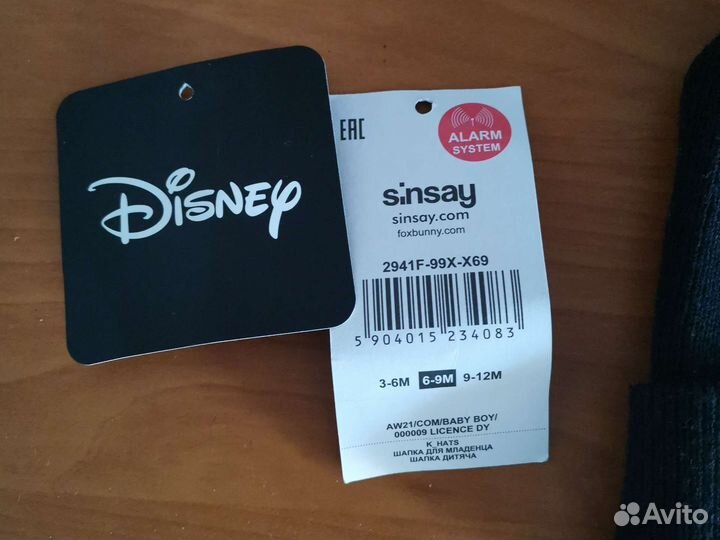 Disney
EAC
ALARM
SYSTEM
sinsay
sinsay.com
foxbunny.com
2941F-99X-X69
5 904015 234083
3-6M 6-9M 9-12M
AW21/COM/BABY BOY/
000009 LICENCE DY
K_HATS
ШАПКА ДЛЯ МЛАДЕНЦА
ШАПКА ДИТЯЧА
Avito